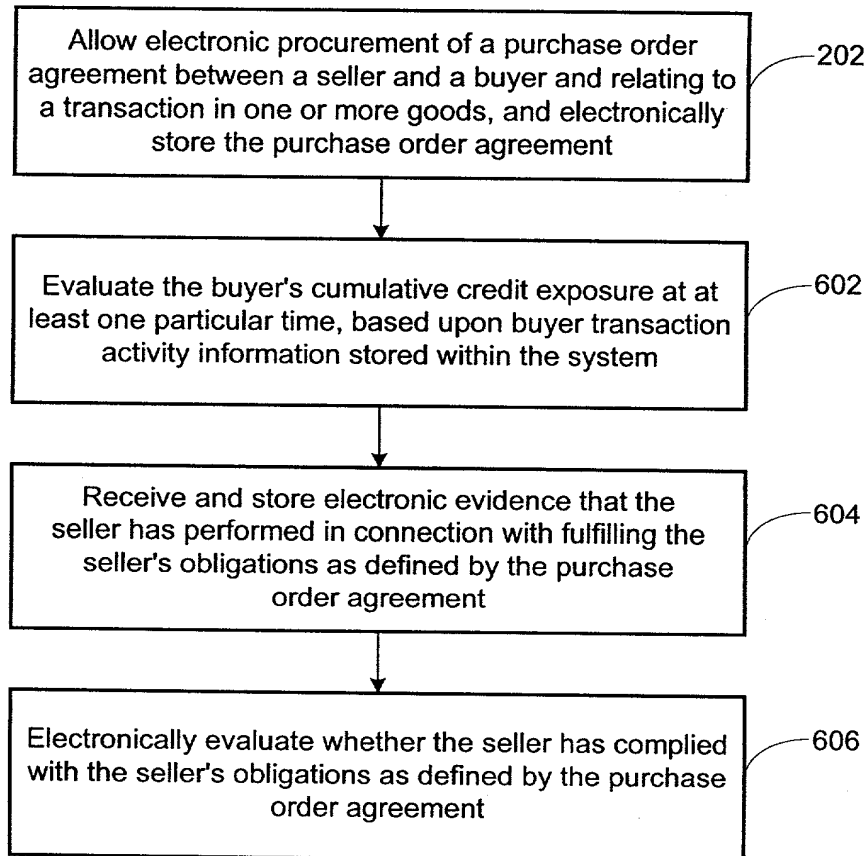 Allow electronic procurement of a purchase order
agreement between a seller and a buyer and relating to
a transaction in one or more goods, and electronically
store the purchase order agreement
202
Evaluate the buyer's cumulative credit exposure at at
least one particular time, based upon buyer transaction
activity information stored within the system
602
Receive and store electronic evidence that the
seller has performed in connection with fulfilling the
seller's obligations as defined by the purchase
order agreement
604
Electronically evaluate whether the seller has complied
with the seller's obligations as defined by the purchase
order agreement
606